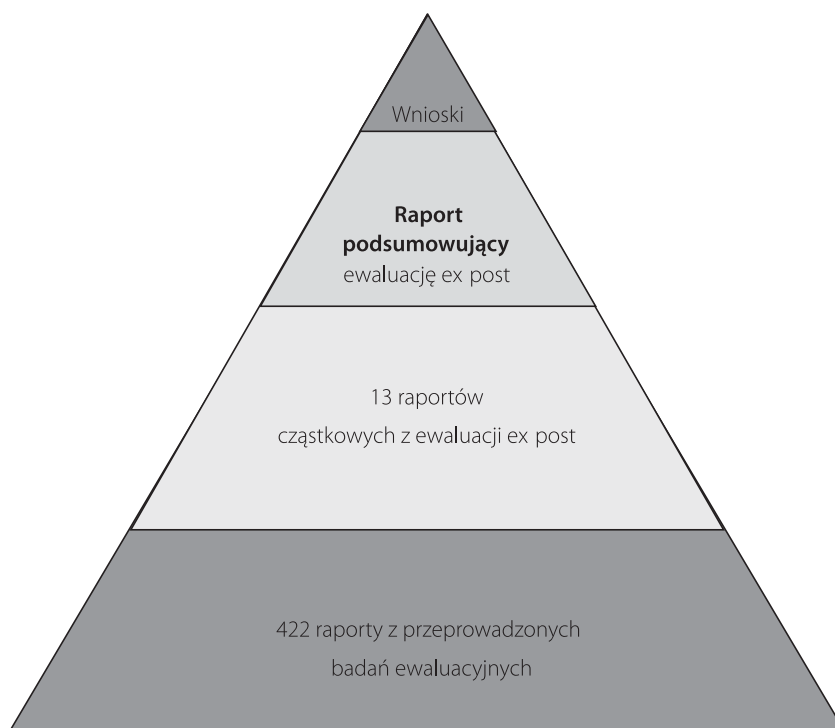 Wnioski
Raport
podsumowujący
ewaluację ex post
13 raportów
cząstkowych z ewaluacji ex post
422 raporty z przeprowadzonych
badań ewaluacyjnych